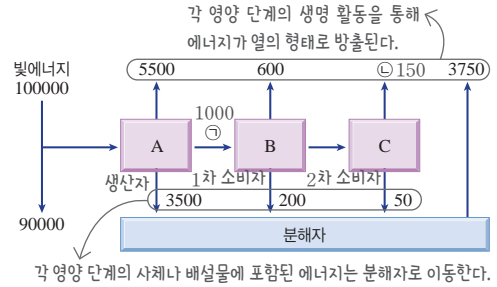 각 영양 단계의 생명 활동을 통해
에너지가 열의 형태로 방출된다.
빛에너지
100000
5500 600 ㉡ 150 3750
1000
㉠
A B C
생산자 1차 소비자 2차 소비자
3500 200 50
90000
분해자
각 영양 단계의 사체나 배설물에 포함된 에너지는 분해자로 이동한다.